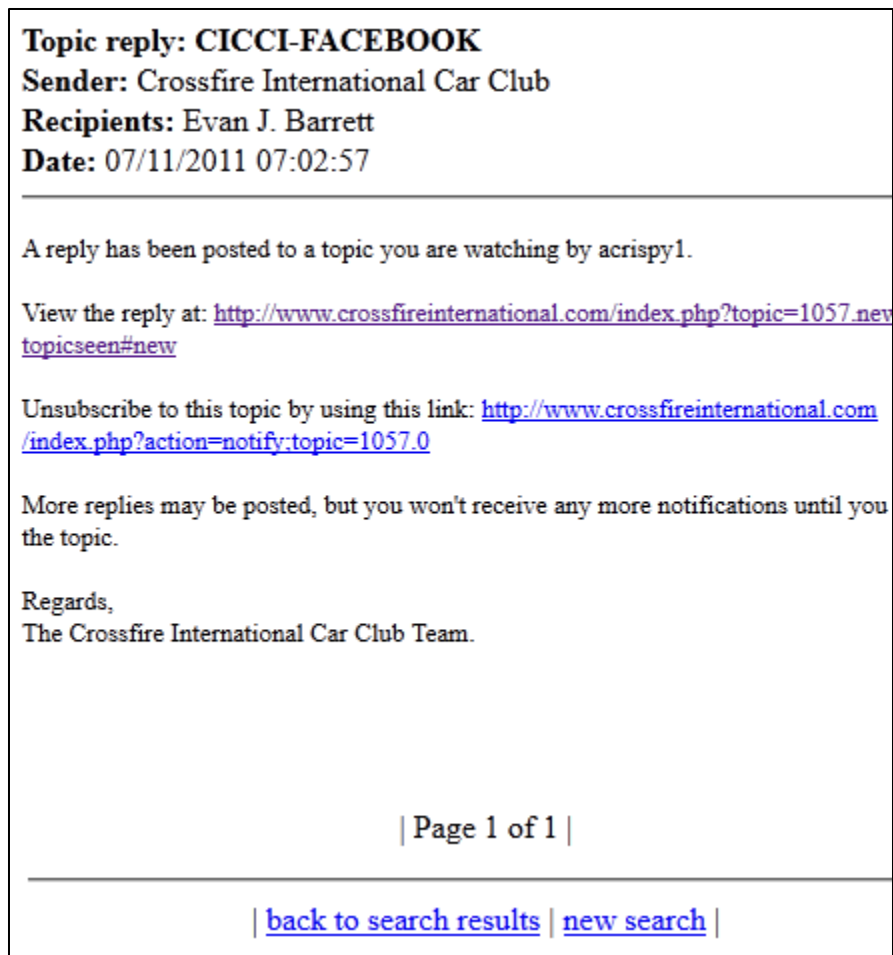 Topic reply: CICCI-FACEBOOK
Sender: Crossfire International Car Club
Recipients: Evan J. Barrett
Date: 07/11/2011 07:02:57
A reply has been posted to a topic you are watching by acrispy1.
View the reply at: http://www.crossfireinternational.com/index.php?topic=1057.new
topicseen#new
Unsubscribe to this topic by using this link: http://www.crossfireinternational.com
/index.php?action=notify;topic=1057.0
More replies may be posted, but you won't receive any more notifications until you
the topic.
Regards,
The Crossfire International Car Club Team.
| Page 1 of 1 |
| back to search results | new search |